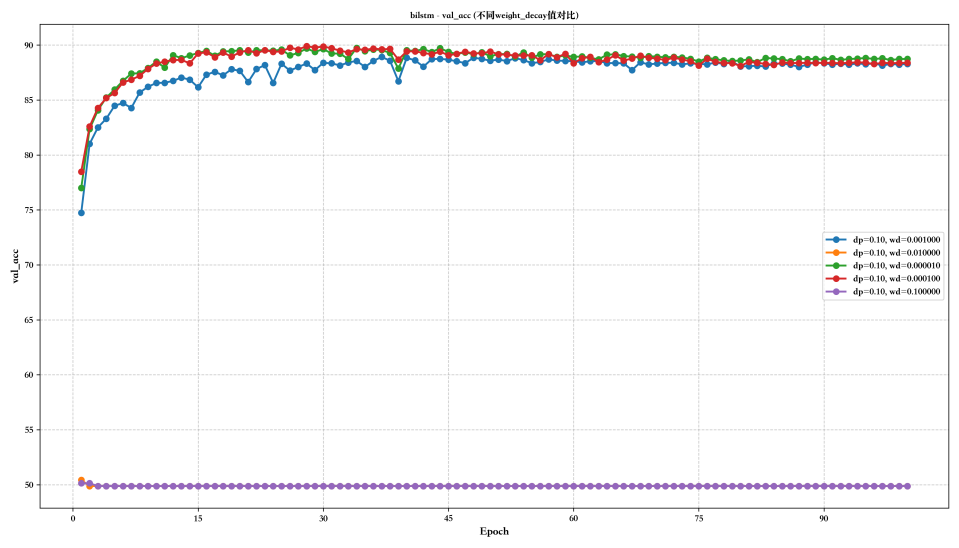 bilstm - val_acc (不同weight_decay值对比)
90
85
80
75
70
65
60
55
50
val_acc
dp=0.10, wd=0.001000
dp=0.10, wd=0.010000
dp=0.10, wd=0.000010
dp=0.10, wd=0.000100
dp=0.10, wd=0.100000
0 15 30 45 60 75 90
Epoch